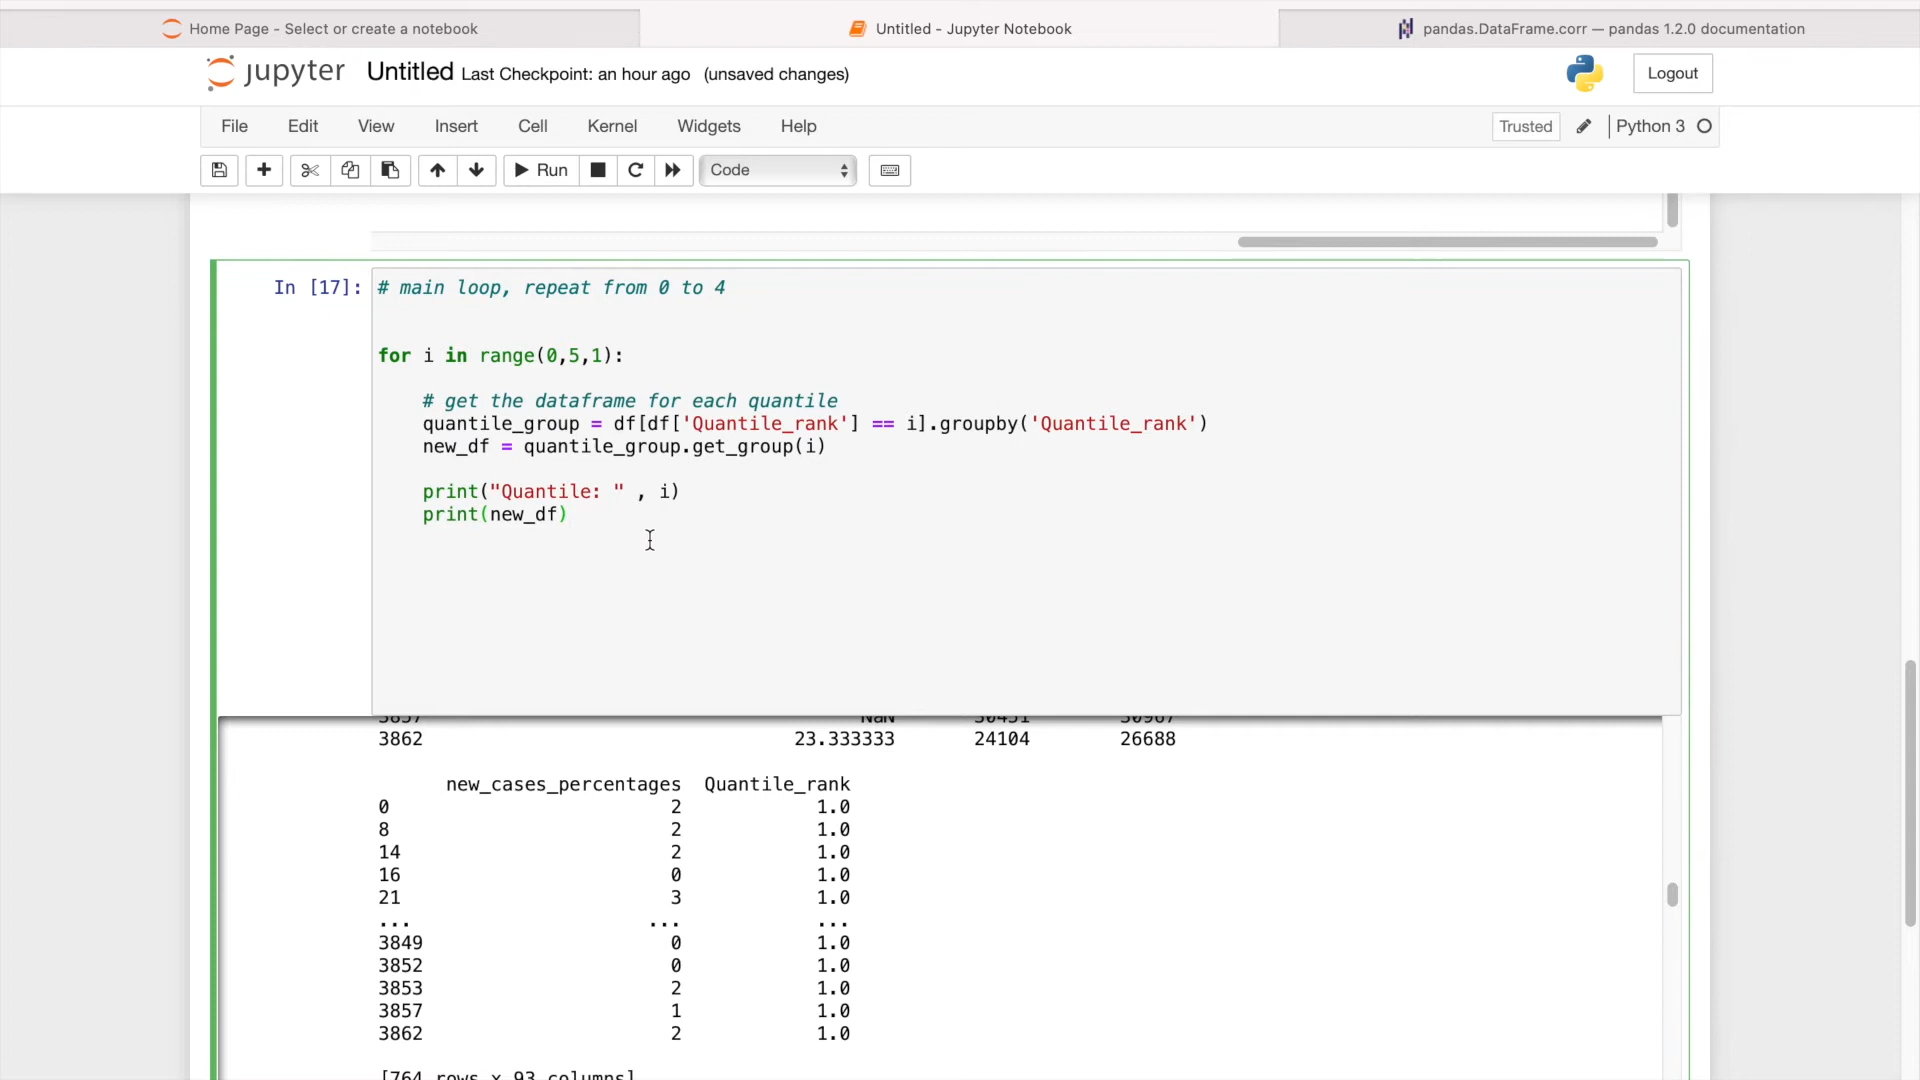 Home Page - Select or create a notebook
Untitled - Jupyter Notebook
pandas.DataFrame.corr — pandas 1.2.0 documentation
jupyter Untitled Last Checkpoint: an hour ago (unsaved changes)
Logout
File Edit View Insert Cell Kernel Widgets Help
Trusted
Python 3
Run
Code
In [17]:
# main loop, repeat from 0 to 4
for i in range(0,5,1):
# get the dataframe for each quantile
quantile_group = df[df['Quantile_rank'] == i].groupby('Quantile_rank')
new_df = quantile_group.get_group(i)
print("Quantile: " , i)
print(new_df)
3857 NaN 30451 30967
3862 23.333333 24104 26688
new_cases_percentages Quantile_rank
0 2 1.0
8 2 1.0
14 2 1.0
16 0 1.0
21 3 1.0
... ... ...
3849 0 1.0
3852 0 1.0
3853 2 1.0
3857 1 1.0
3862 2 1.0
[764 rows x 93 columns]